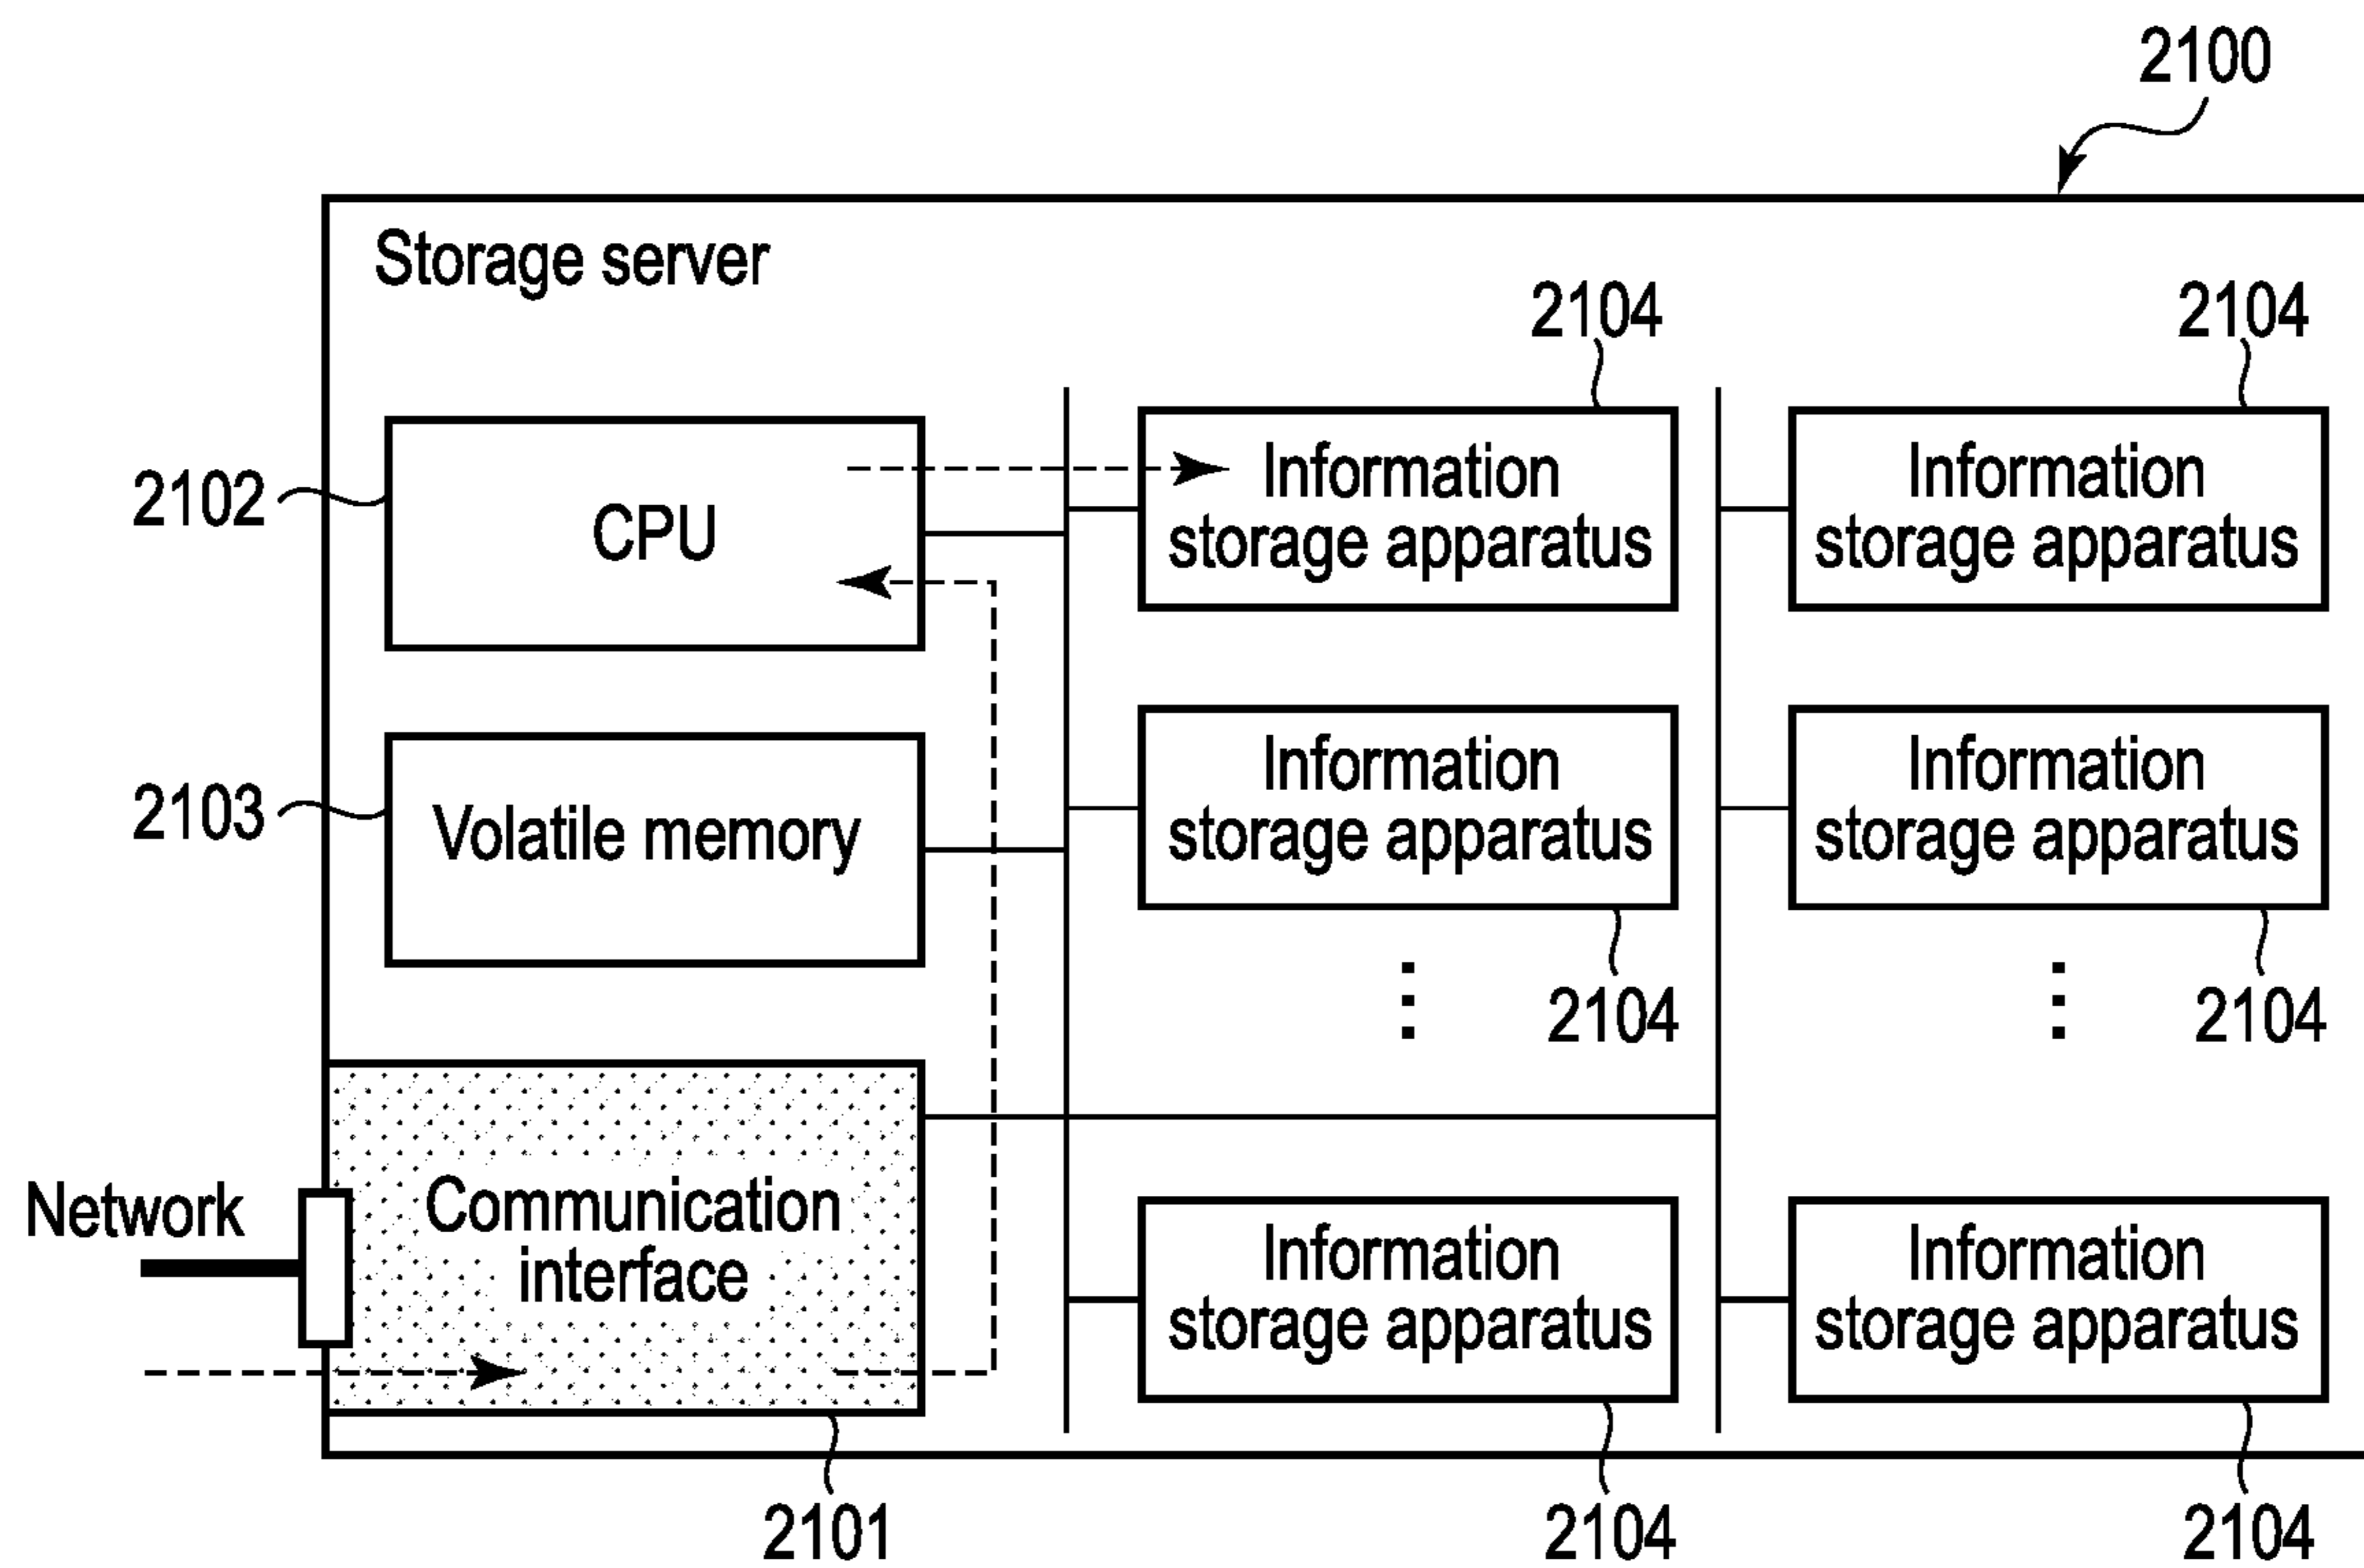 2100
Storage server
2104
2104
2102
CPU
Information
storage apparatus
Information
storage apparatus
2103
Volatile memory
Information
storage apparatus
Information
storage apparatus
2104
2104
Network
Communication
interface
Information
storage apparatus
Information
storage apparatus
2101
2104
2104